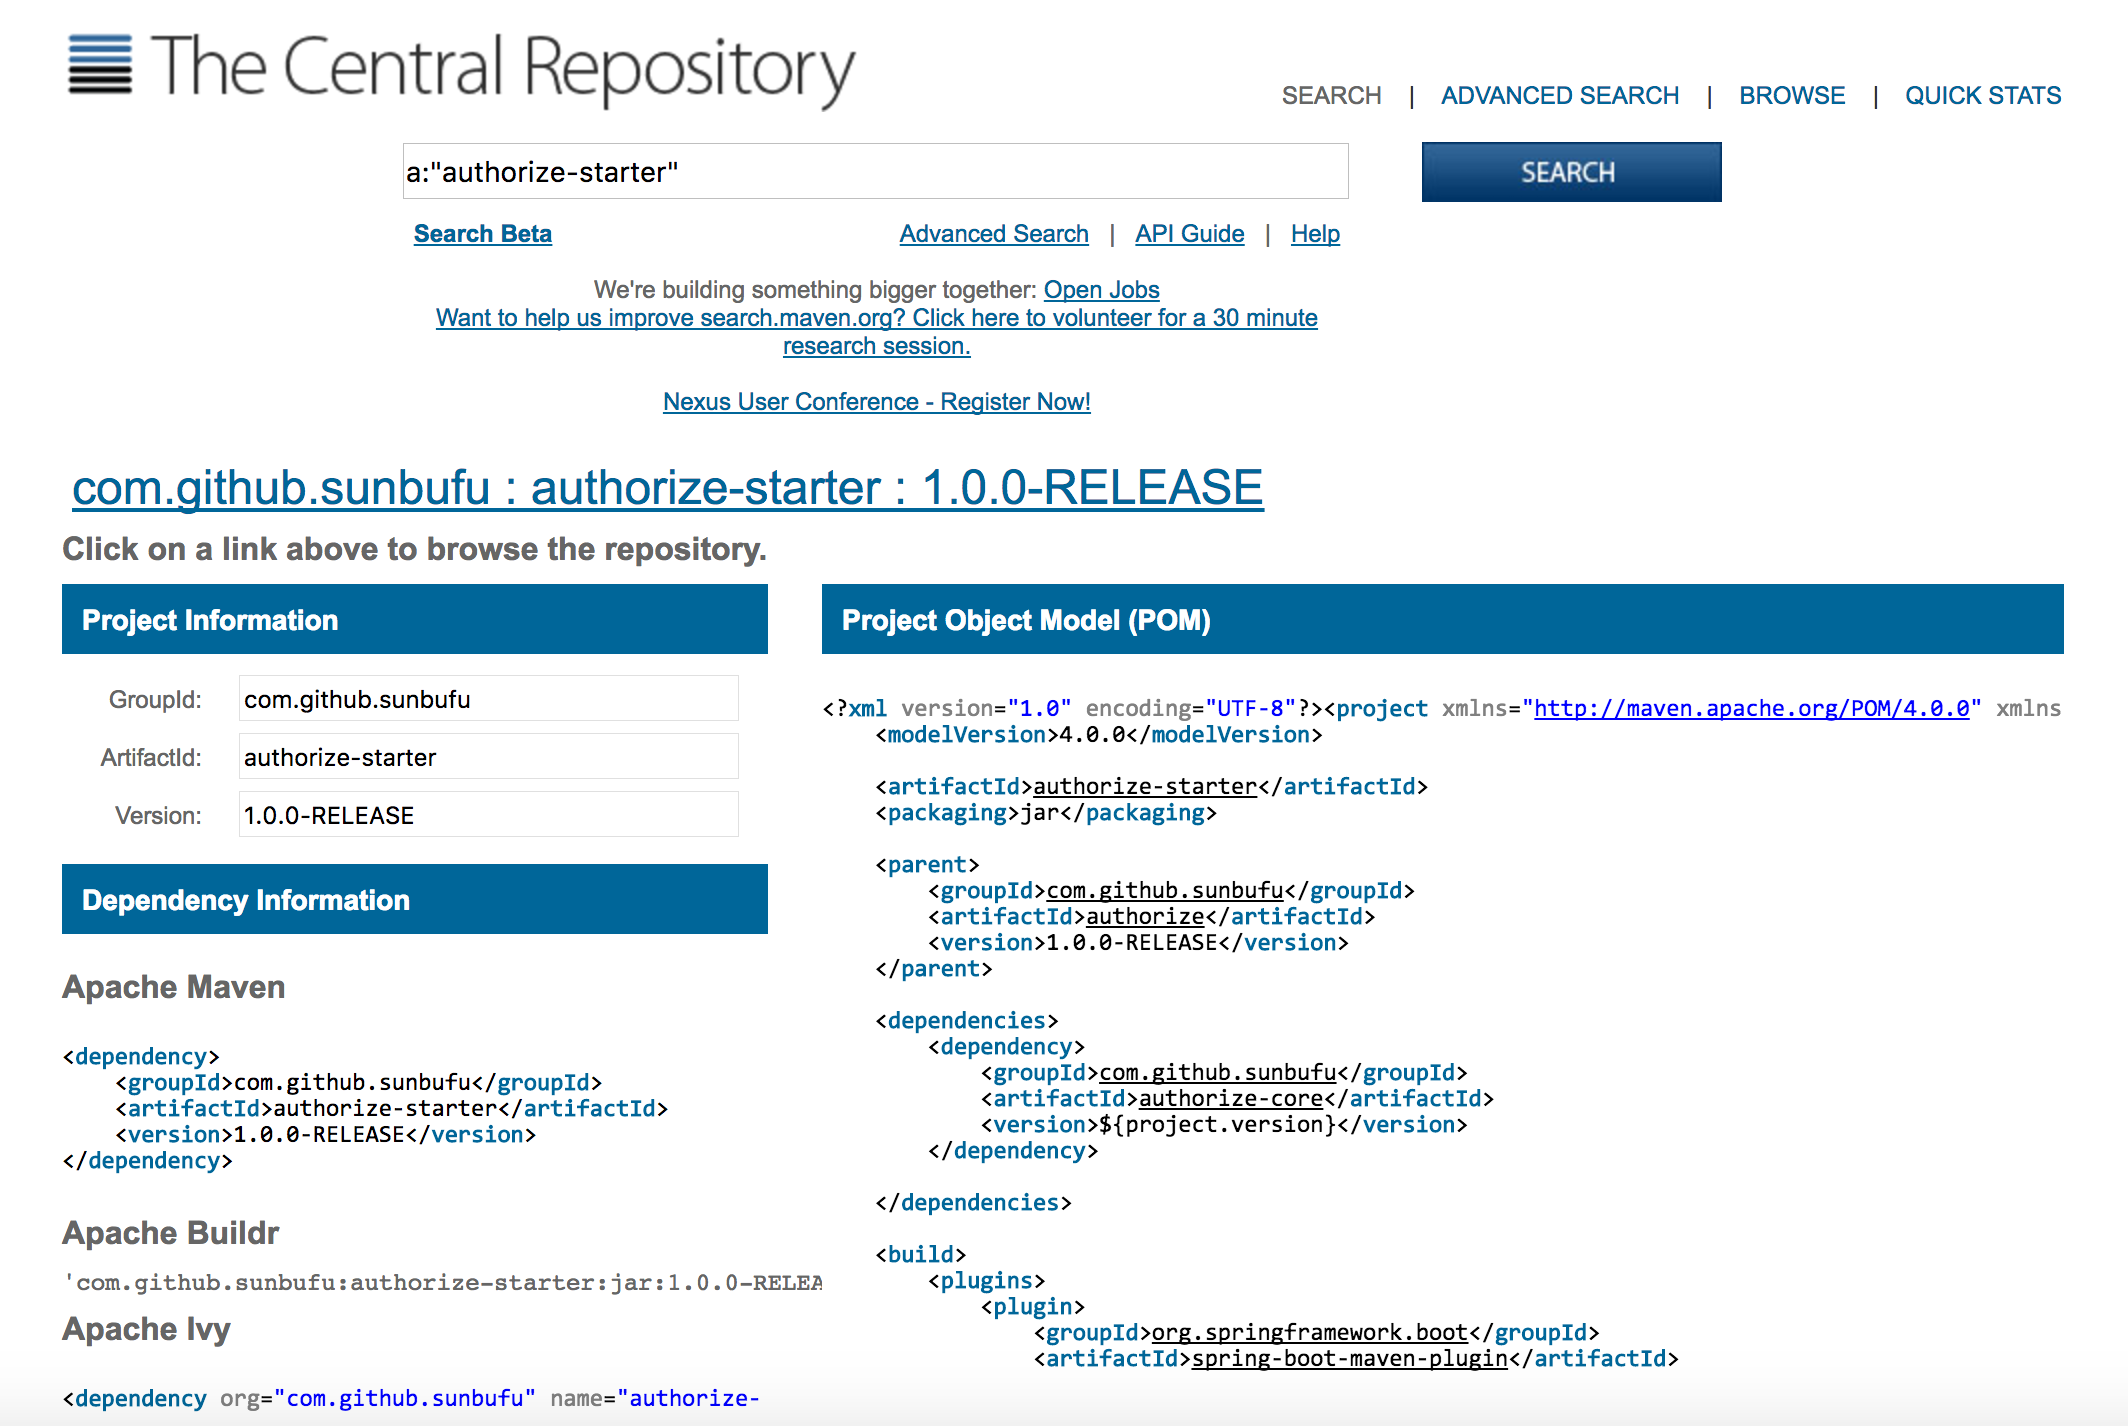 The Central Repository
SEARCH | ADVANCED SEARCH | BROWSE | QUICK STATS
a:"authorize-starter"
SEARCH
Search Beta
Advanced Search | API Guide | Help
We're building something bigger together: Open Jobs
Want to help us improve search.maven.org? Click here to volunteer for a 30 minute
research session.
Nexus User Conference - Register Now!
com.github.sunbufu : authorize-starter : 1.0.0-RELEASE
Click on a link above to browse the repository.
Project Information
GroupId: com.github.sunbufu
ArtifactId: authorize-starter
Version: 1.0.0-RELEASE
Dependency Information
Apache Maven
<dependency>
    <groupId>com.github.sunbufu</groupId>
    <artifactId>authorize-starter</artifactId>
    <version>1.0.0-RELEASE</version>
</dependency>
Apache Buildr
'com.github.sunbufu:authorize-starter:jar:1.0.0-RELEA
Apache Ivy
<dependency org="com.github.sunbufu" name="authorize-
Project Object Model (POM)
<?xml version="1.0" encoding="UTF-8"?><project xmlns="http://maven.apache.org/POM/4.0.0" xmlns
    <modelVersion>4.0.0</modelVersion>
    <artifactId>authorize-starter</artifactId>
    <packaging>jar</packaging>
    <parent>
        <groupId>com.github.sunbufu</groupId>
        <artifactId>authorize</artifactId>
        <version>1.0.0-RELEASE</version>
    </parent>
    <dependencies>
        <dependency>
            <groupId>com.github.sunbufu</groupId>
            <artifactId>authorize-core</artifactId>
            <version>${project.version}</version>
        </dependency>
    </dependencies>
    <build>
        <plugins>
            <plugin>
                <groupId>org.springframework.boot</groupId>
                <artifactId>spring-boot-maven-plugin</artifactId>